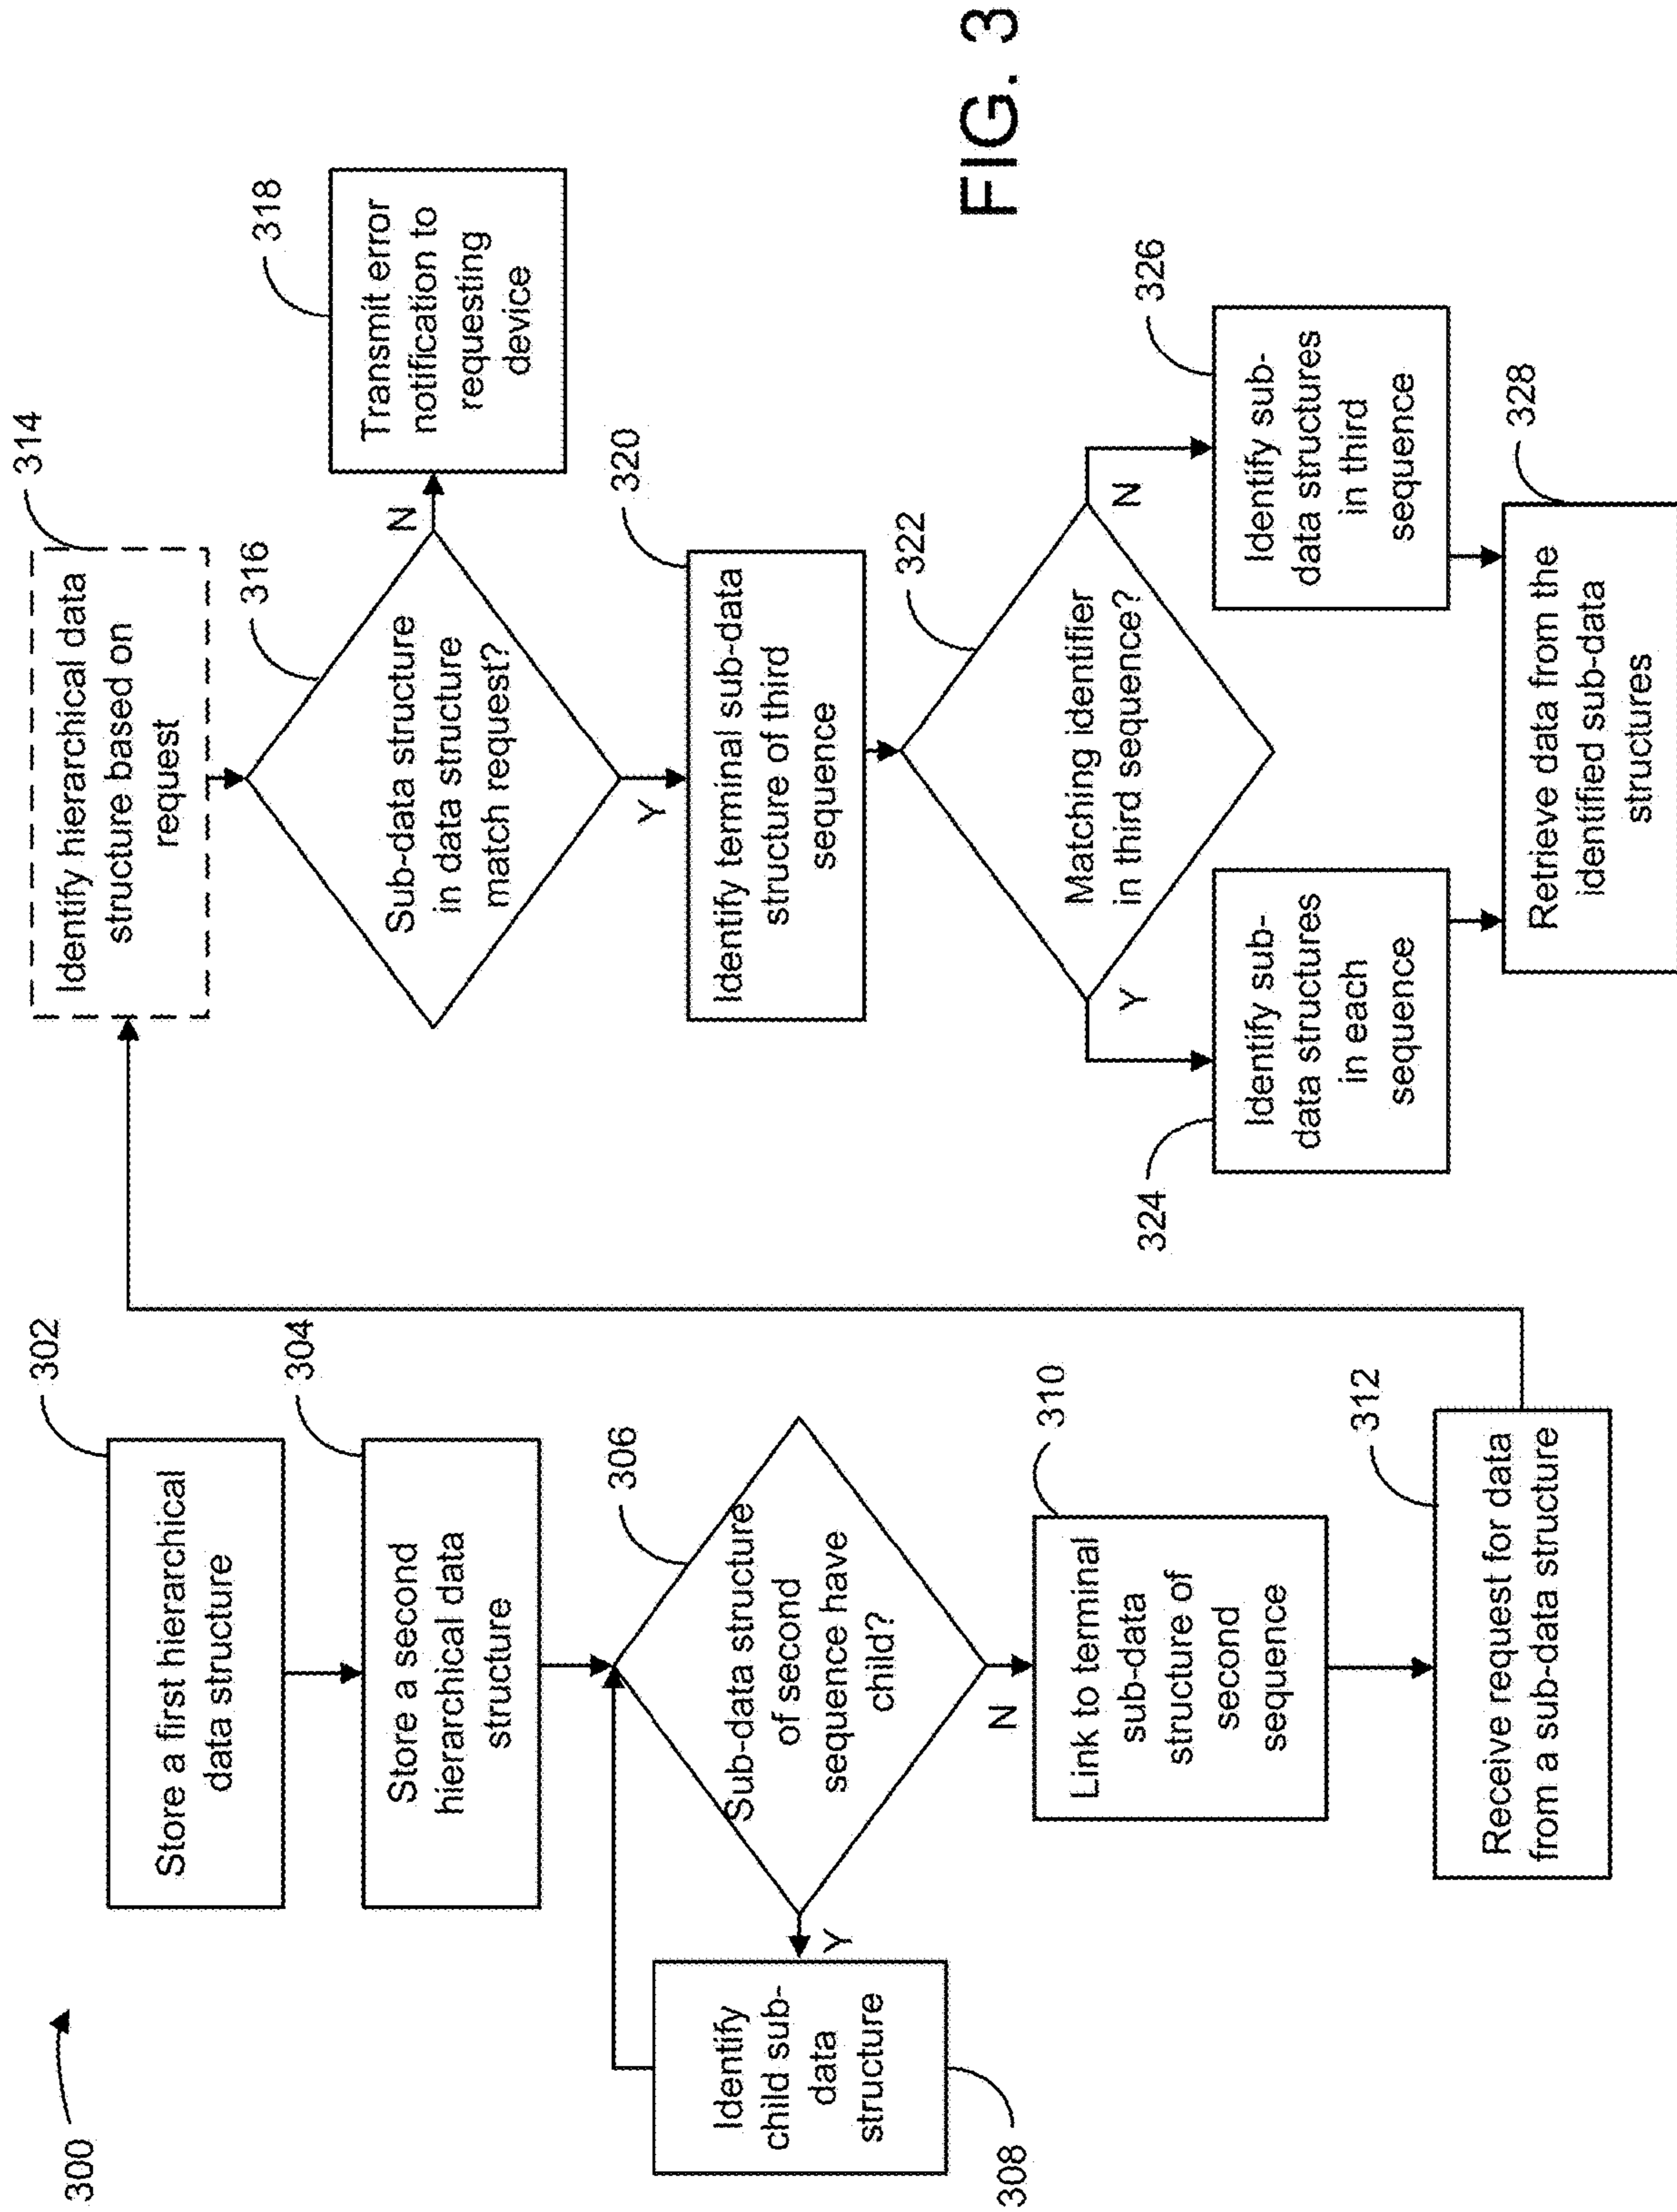 300
302
Store a first hierarchical
data structure
304
Store a second
hierarchical data
structure
306
Sub-data structure
of second
sequence have
child?
Y
N
Identify
child sub-
data
structure
308
310
Link to terminal
sub-data
structure of
second
sequence
312
Receive request for data
from a sub-data structure
314
Identify hierarchical data
structure based on
request
316
Sub-data structure
in data structure
match request?
N
Y
318
Transmit error
notification to
requesting
device
320
Identify terminal sub-data
structure of third
sequence
322
Matching identifier
in third sequence?
Y
N
324
Identify sub-
data structures
in each
sequence
326
Identify sub-
data structures
in third
sequence
328
Retrieve data from the
identified sub-data
structures
FIG. 3